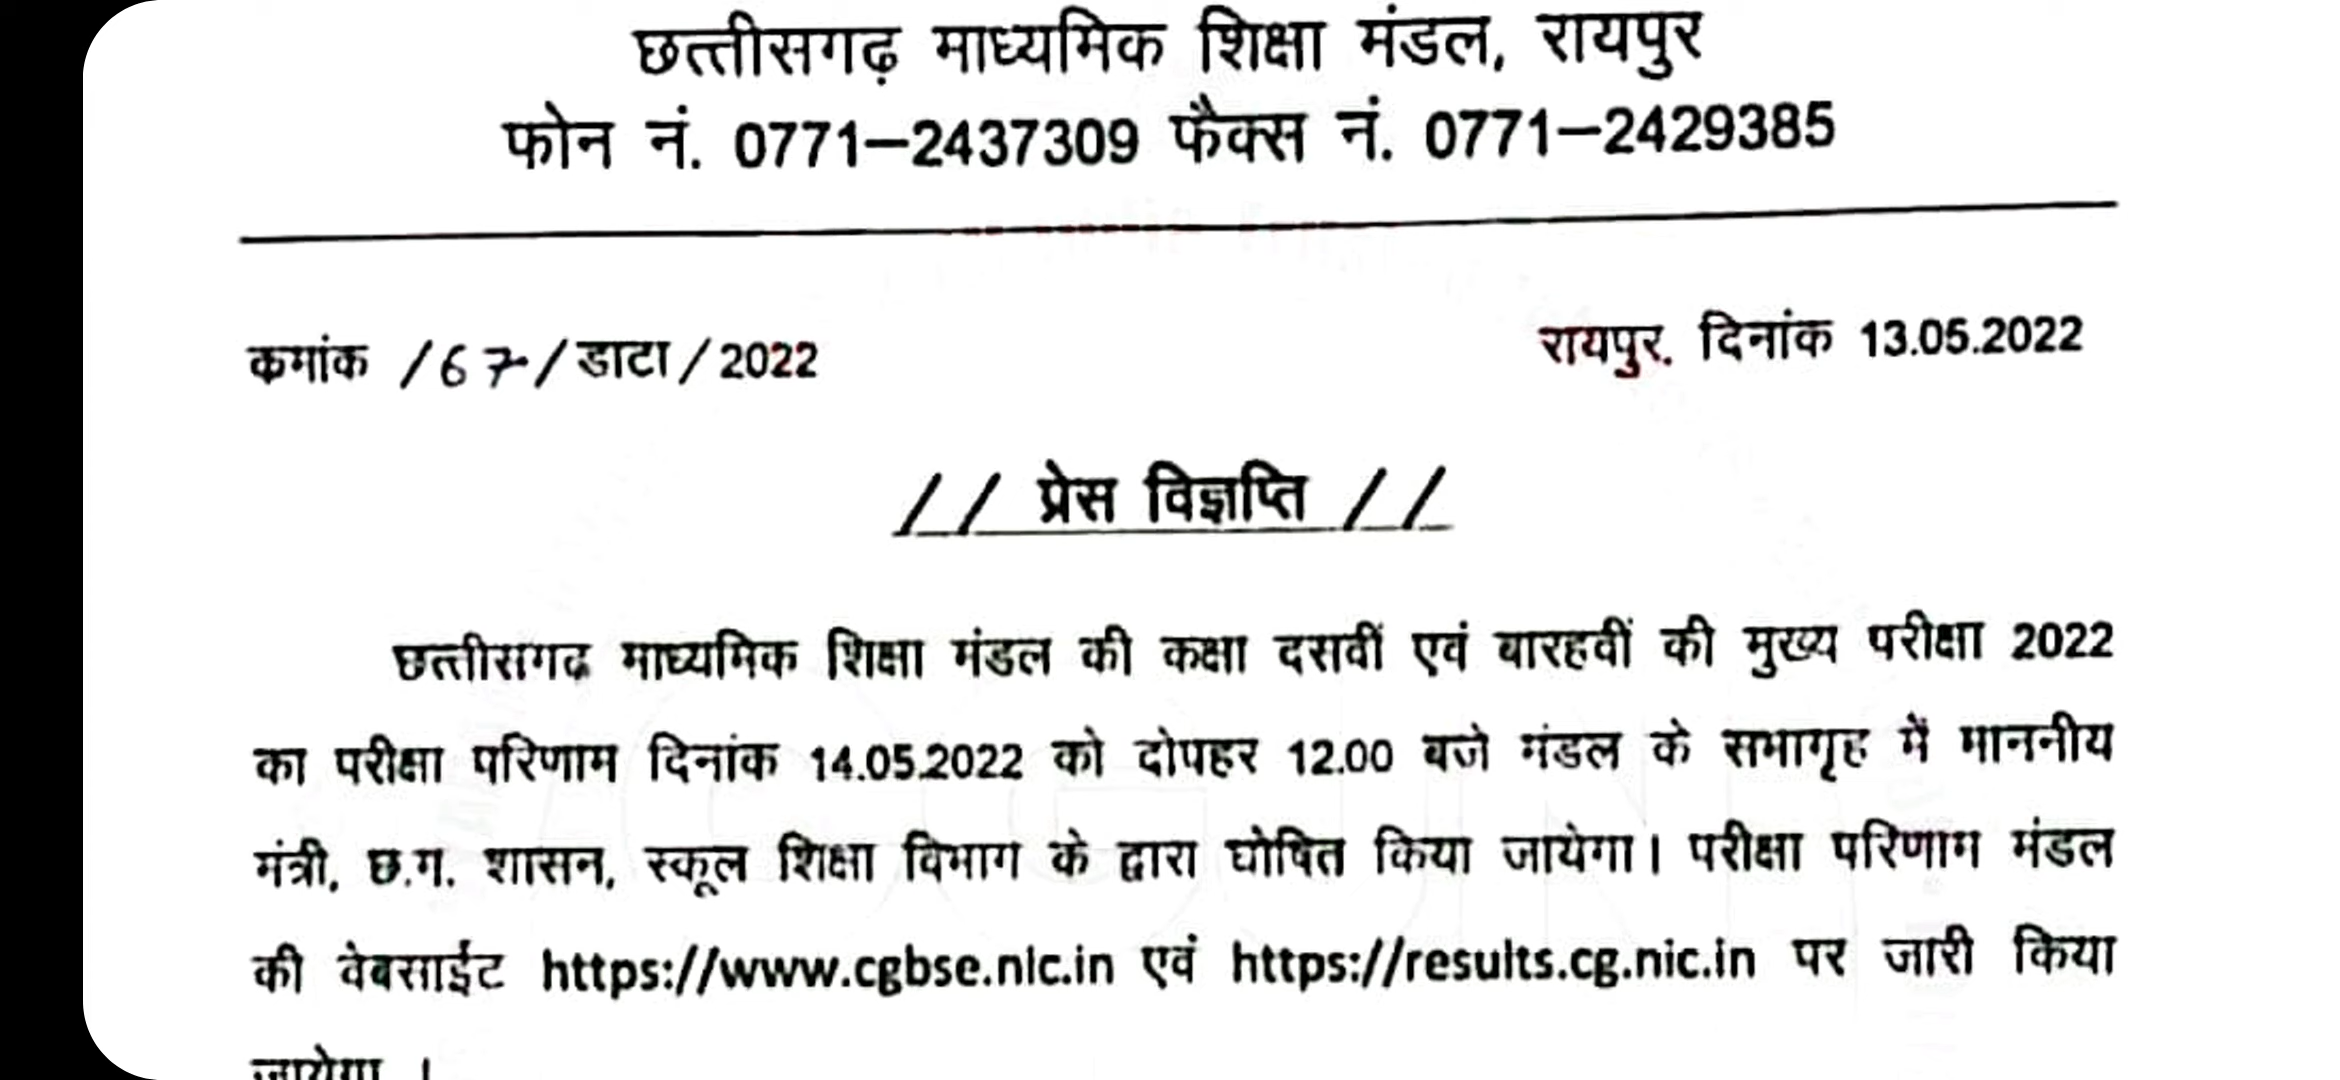 छत्तीसगढ़ माध्यमिक शिक्षा मंडल, रायपुर
फोन नं. 0771–2437309 फैक्स नं. 0771–2429385
कमांक /67/डाटा/2022
रायपुर, दिनांक 13.05.2022
// प्रेस विज्ञप्ति //
छत्तीसगढ माध्यमिक शिक्षा मंडल की कक्षा दसवीं एवं बारहवीं की मुख्य परीक्षा 2022
का परीक्षा परिणाम दिनांक 14.05.2022 को दोपहर 12.00 बजे मंडल के सभागृह में माननीय
मंत्री, छ.ग. शासन, स्कूल शिक्षा विभाग के द्वारा घोषित किया जायेगा। परीक्षा परिणाम मंडल
की वेबसाईट https://www.cgbse.nic.in एवं https://results.cg.nic.in पर जारी किया
जायेगा ।